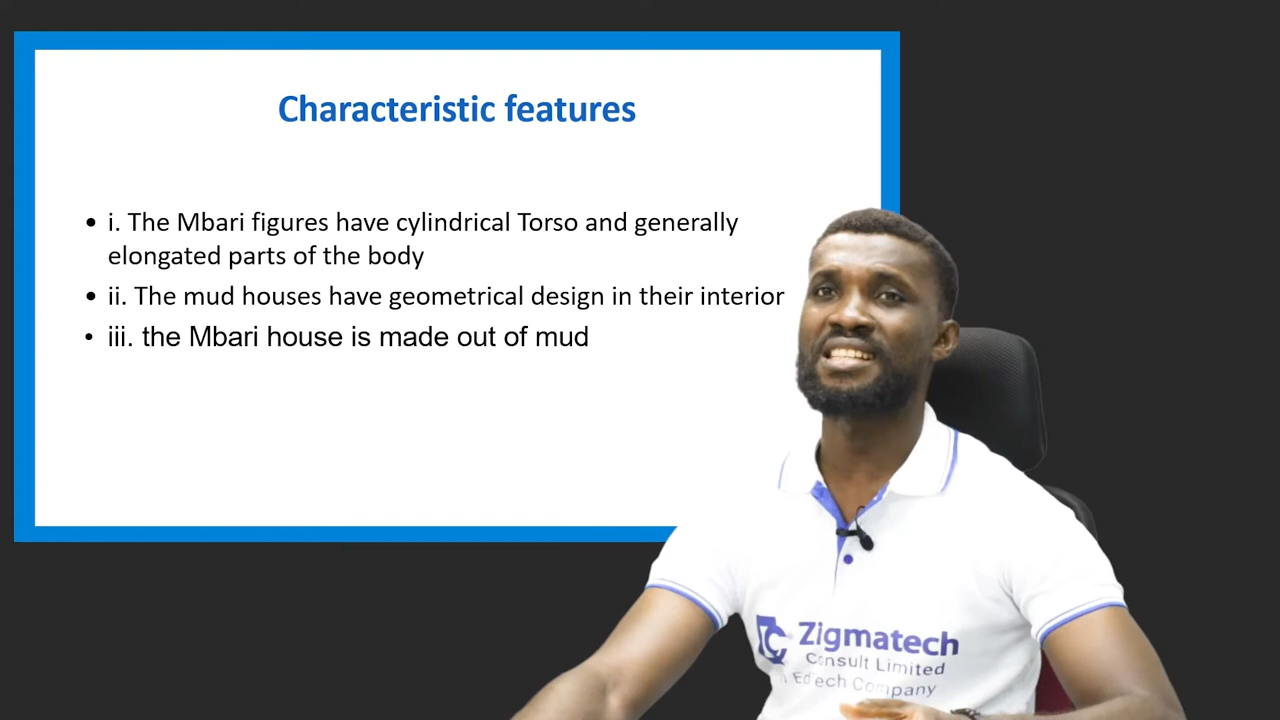 Characteristic features
• i. The Mbari figures have cylindrical Torso and generally
elongated parts of the body
• ii. The mud houses have geometrical design in their interior
• iii. the Mbari house is made out of mud
Zigmatech
Consult Limited
EdTech Company